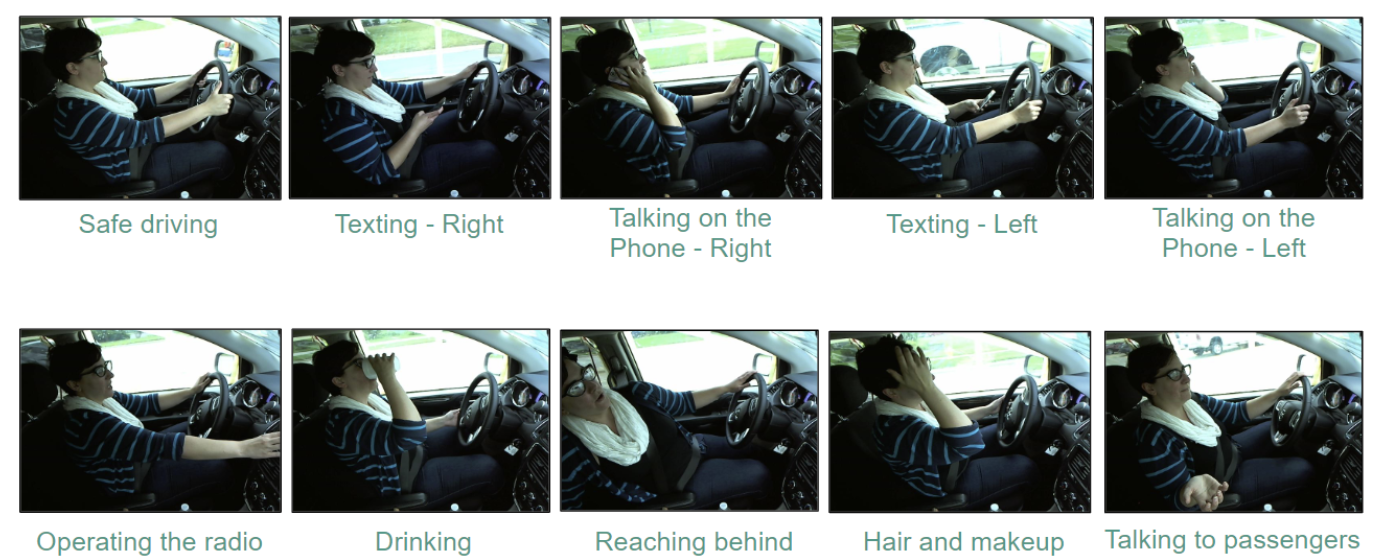 Safe driving
Texting - Right
Talking on the
Phone - Right
Texting - Left
Talking on the
Phone - Left
Operating the radio
Drinking
Reaching behind
Hair and makeup
Talking to passengers